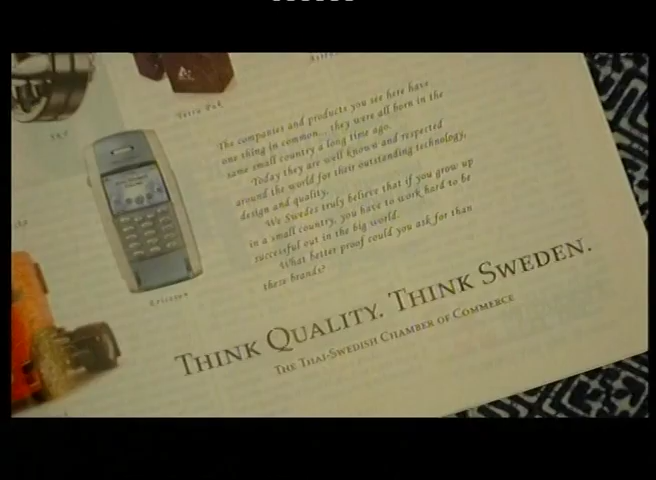 Tetra Pak
SKF
The companies and products you see here have
one thing in common... they were all born in the
same small country a long time ago.
Today they are well known and respected
around the world for their outstanding technology,
design and quality.
We Swedes truly believe that if you grow up
in a small country, you have to work hard to be
successful out in the big world.
What better proof could you ask for than
these brands?
Ericsson
THINK QUALITY. THINK SWEDEN.
THE THAI-SWEDISH CHAMBER OF COMMERCE